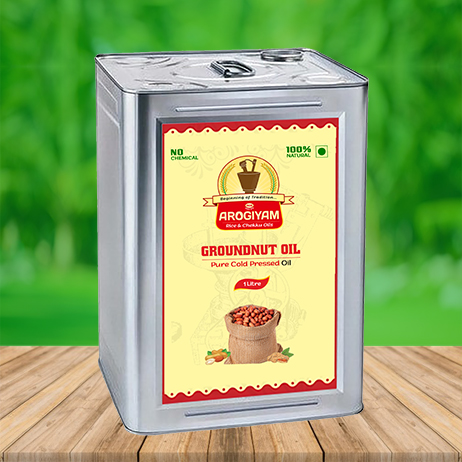 NO
CHEMICAL
100%
NATURAL
Beginning of Tradition...
AROGIYAM
Rice & Chekku Oils
GROUNDNUT OIL
Pure Cold Pressed Oil
1 Litre